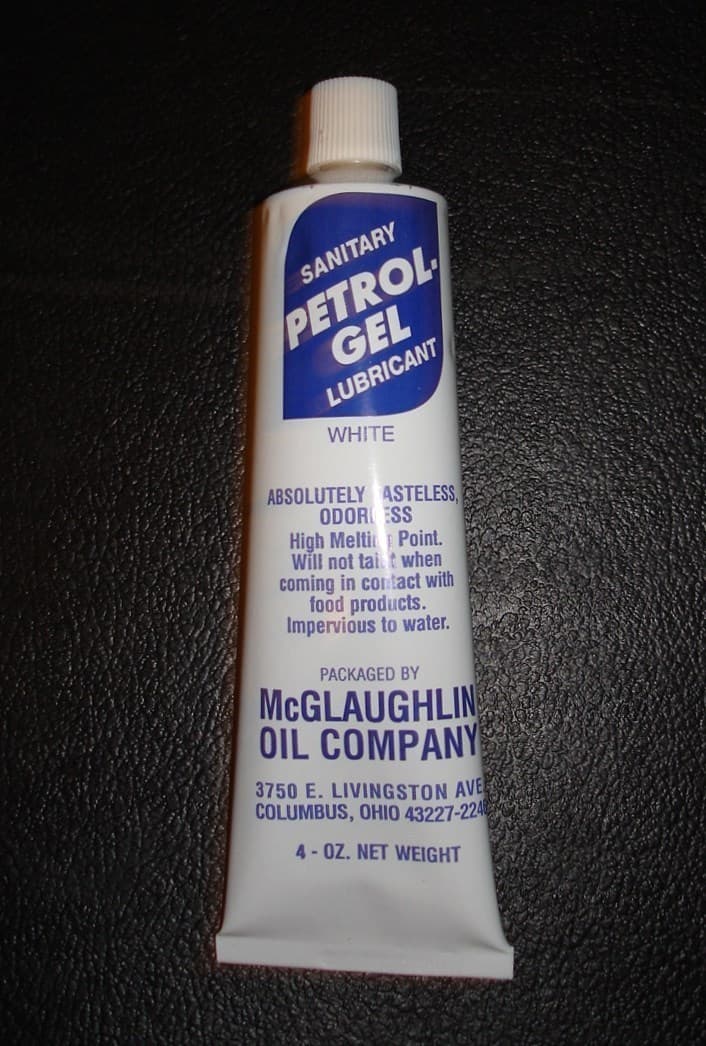 SANITARY
PETROL-
GEL
LUBRICANT
WHITE
ABSOLUTELY TASTELESS,
ODORLESS
High Melting Point.
Will not taint when
coming in contact with
food products.
Impervious to water.
PACKAGED BY
McGLAUGHLIN
OIL COMPANY
3750 E. LIVINGSTON AVE
COLUMBUS, OHIO 43227-224
4 - OZ. NET WEIGHT